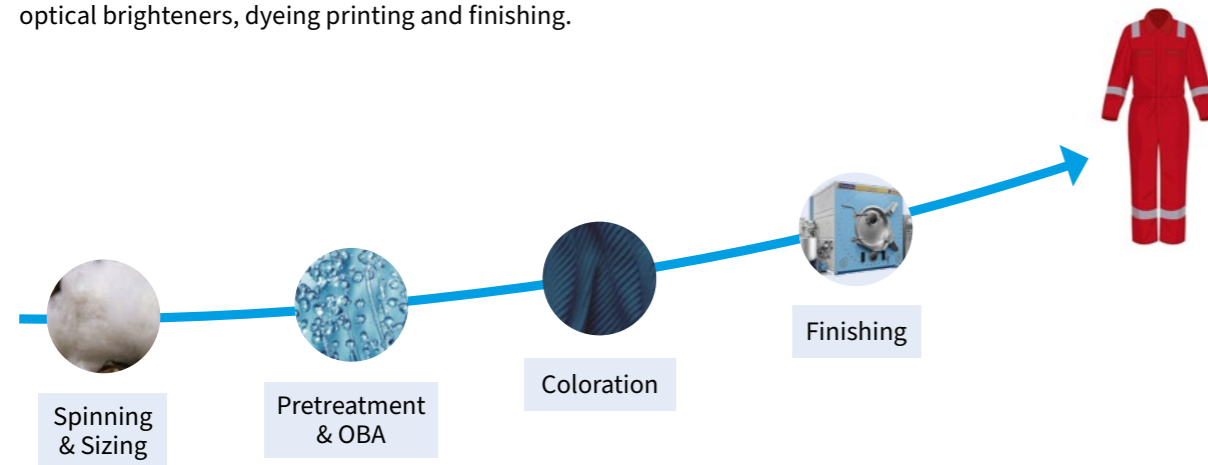 optical brighteners, dyeing printing and finishing.
Spinning
& Sizing
Pretreatment
& OBA
Coloration
Finishing